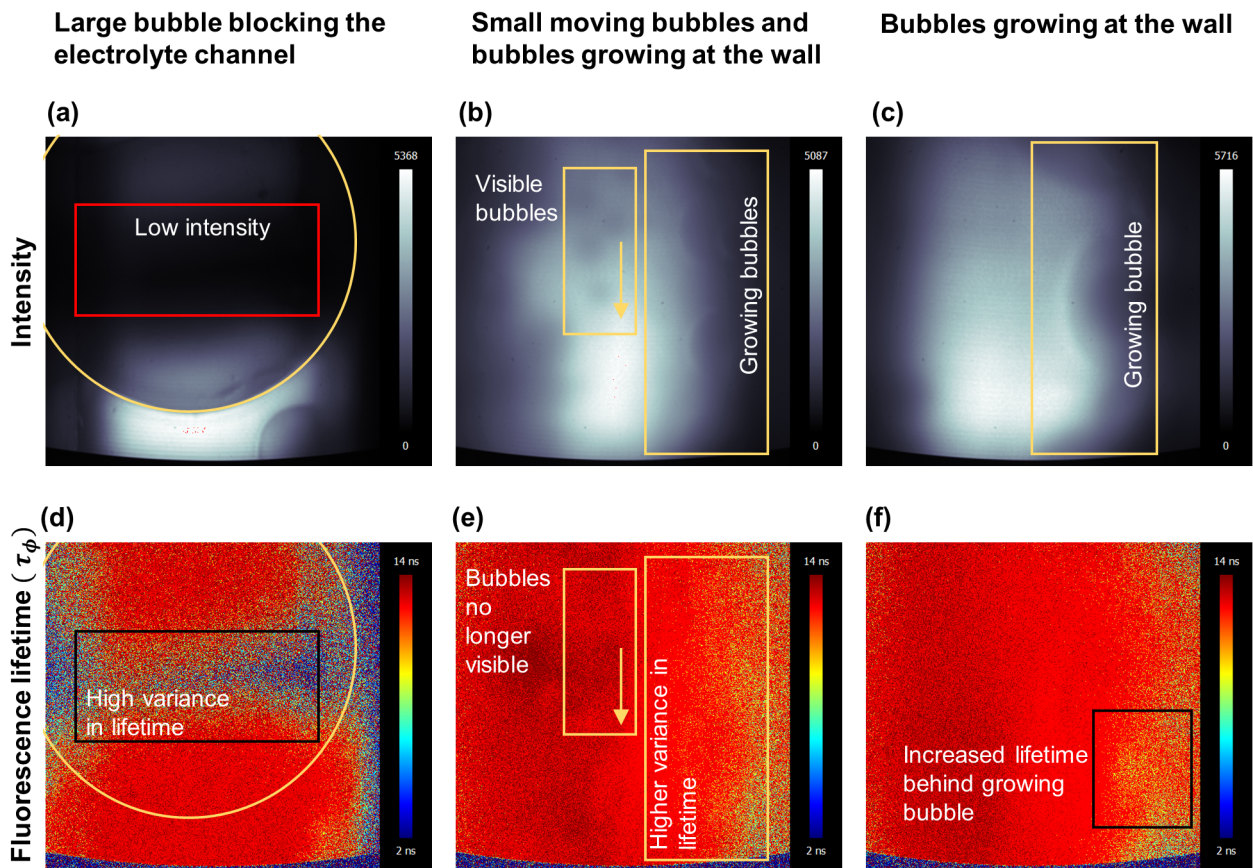 Large bubble blocking the
electrolyte channel
Small moving bubbles and
bubbles growing at the wall
Bubbles growing at the wall
(a)
(b)
(c)
Intensity
Low intensity
5368
0
Visible
bubbles
Growing bubbles
5087
0
Growing bubble
5716
0
(d)
(e)
(f)
Fluorescence lifetime ( τϕ)
High variance
in lifetime
14 ns
2 ns
Bubbles
no
longer
visible
Higher variance in
lifetime
14 ns
2 ns
Increased lifetime
behind growing
bubble
14 ns
2 ns